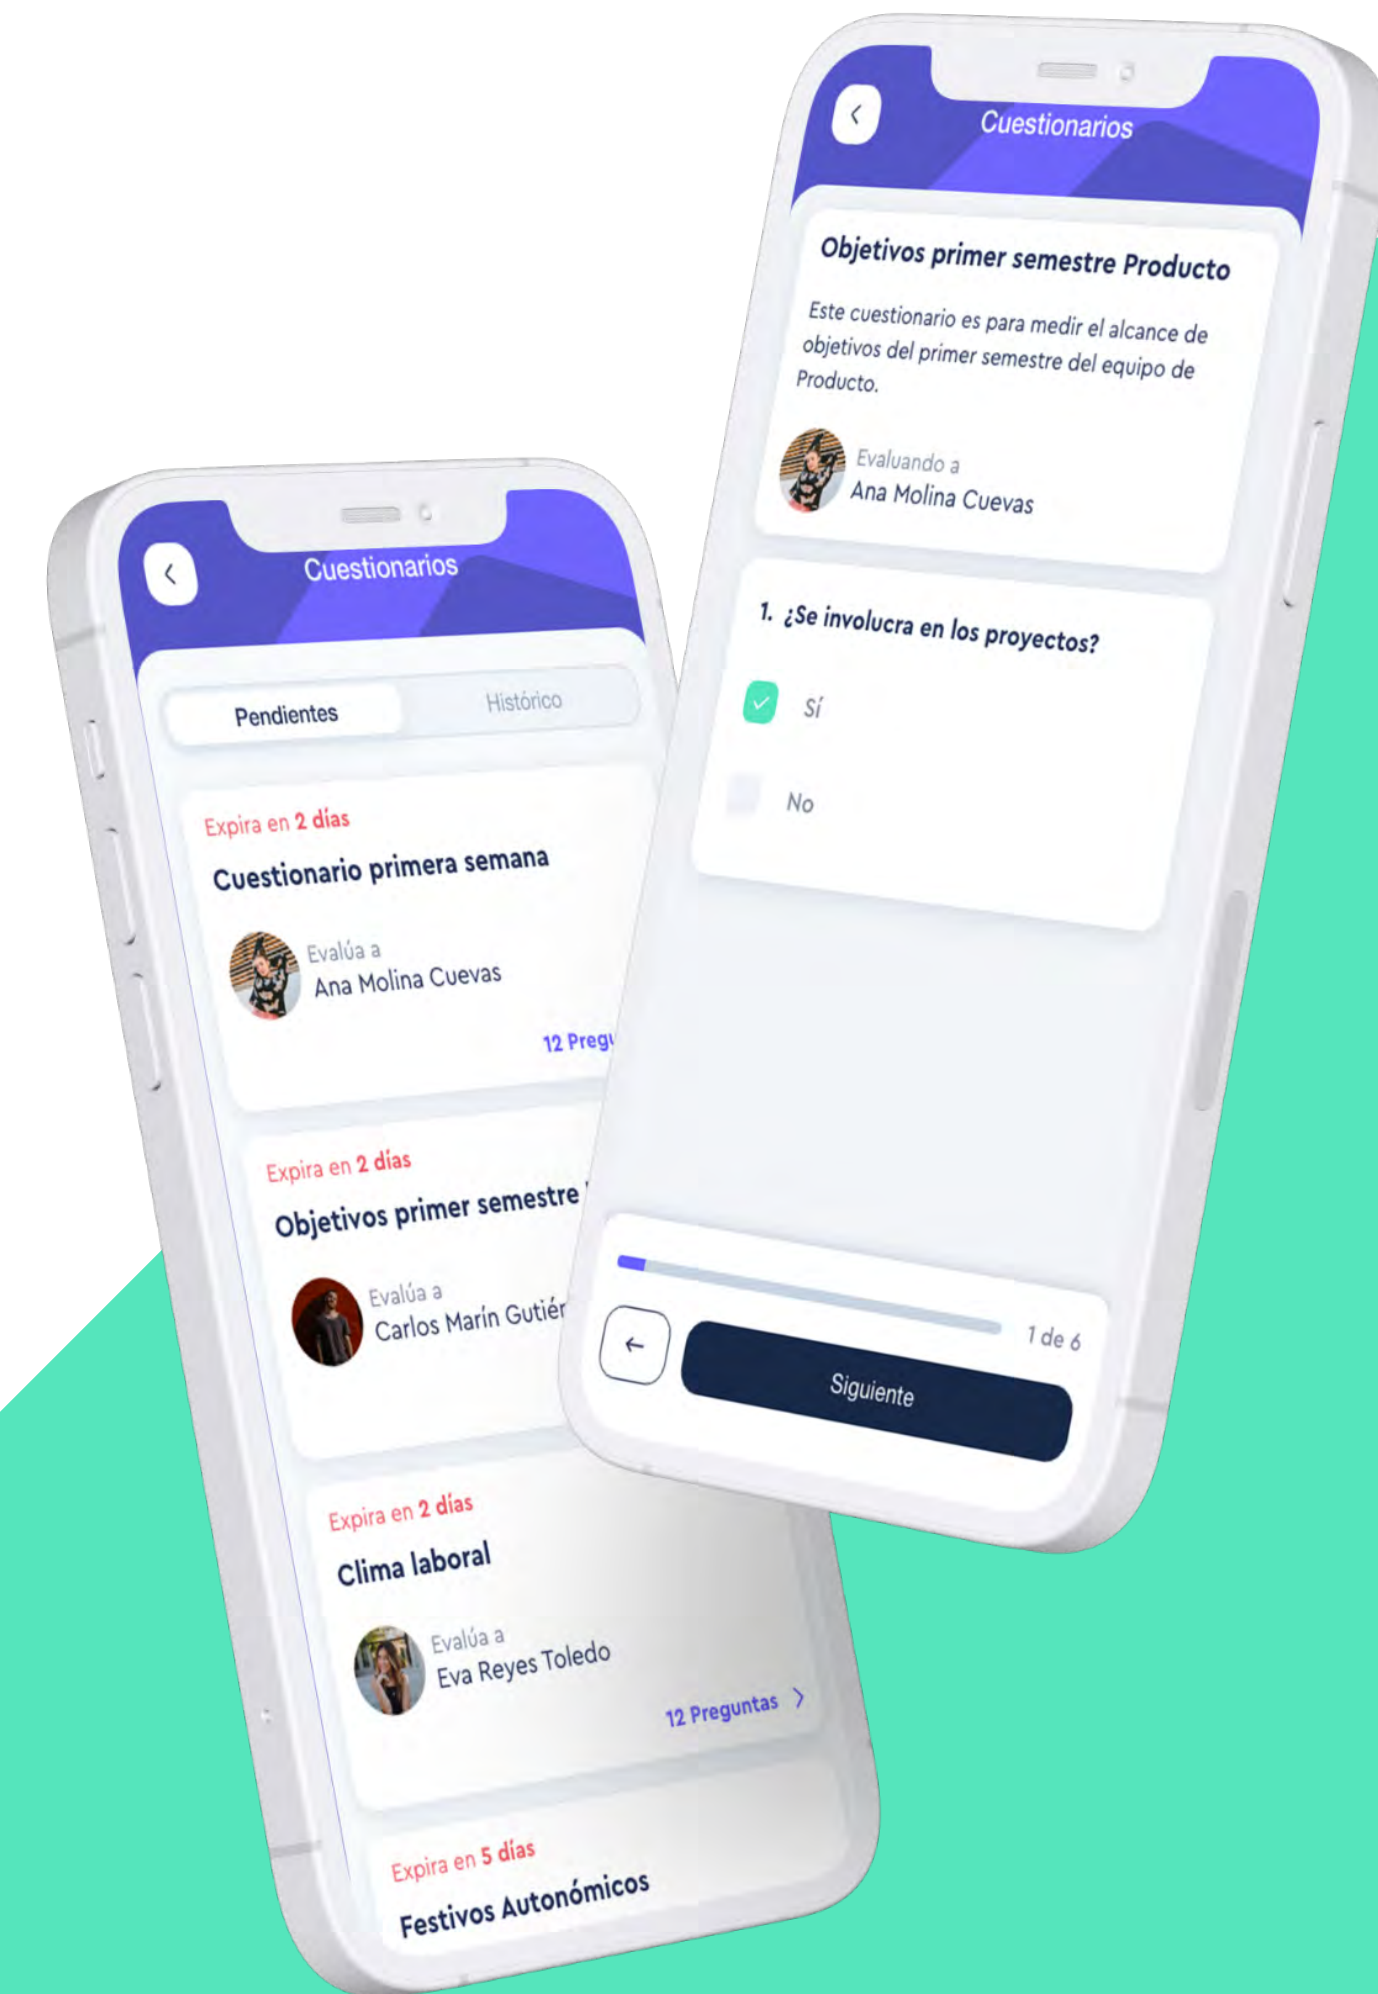 Cuestionarios
Pendientes
Histórico
Expira en 2 días
Cuestionario primera semana
Evalúa a
Ana Molina Cuevas
12
Expira en 2 días
Objetivos primer semestre
Evalúa a
Carlos Marín
Expira en 2 días
Clima laboral
Evalúa a
Eva Reyes Toledo
12 Preguntas
Expira en 5 días
Festivos Autonómicos
Cuestionarios
Objetivos primer semestre Producto
Este cuestionario es para medir el alcance de
objetivos del primer semestre del equipo de
Producto.
Evaluando a
Ana Molina Cuevas
1. ¿Se involucra en los proyectos?
Sí
No
1 de 6
Siguiente